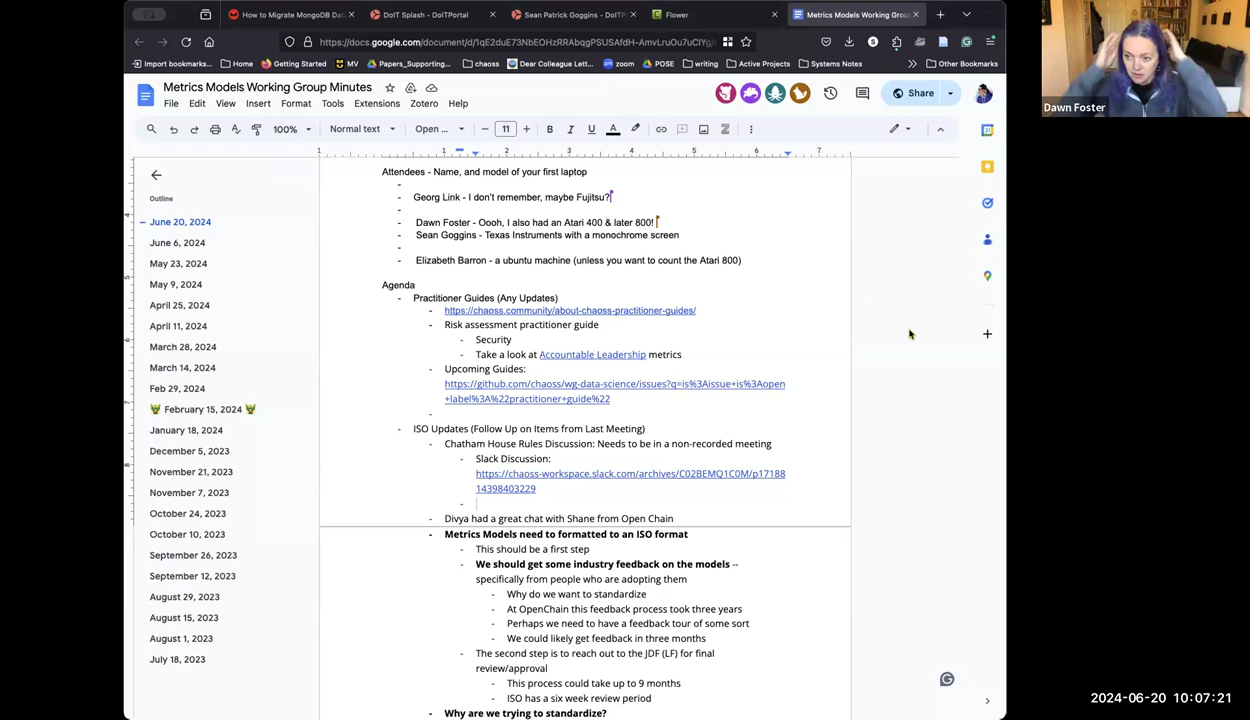 How to Migrate MongoDB Dat
DoIT Splash - DoITPortal
Sean Patrick Goggins - DoITPo
Flower
Metrics Models Working Grou
https://docs.google.com/document/d/1qE2duE73NbEOHzRRAbqgPSUSAfdH-AmvLruOu7uCIYg/
Import bookmarks...
Home
Getting Started
MV
Papers_Supporting...
chaoss
Dear Colleague Lett...
zoom
POSE
writing
Active Projects
Systems Notes
Other Bookmarks
Metrics Models Working Group Minutes
File Edit View Insert Format Tools Extensions Zotero Help
Share
100%
Normal text
Open ...
11
1 1 2 3 4 5 6 7
Outline
June 20, 2024
June 6, 2024
May 23, 2024
May 9, 2024
April 25, 2024
April 11, 2024
March 28, 2024
March 14, 2024
Feb 29, 2024
February 15, 2024
January 18, 2024
December 5, 2023
November 21, 2023
November 7, 2023
October 24, 2023
October 10, 2023
September 26, 2023
September 12, 2023
August 29, 2023
August 15, 2023
August 1, 2023
July 18, 2023
Attendees - Name, and model of your first laptop
-
- Georg Link - I don't remember, maybe Fujitsu?
-
- Dawn Foster - Oooh, I also had an Atari 400 & later 800!
- Sean Goggins - Texas Instruments with a monochrome screen
-
- Elizabeth Barron - a ubuntu machine (unless you want to count the Atari 800)
Agenda
- Practitioner Guides (Any Updates)
- https://chaoss.community/about-chaoss-practitioner-guides/
- Risk assessment practitioner guide
- Security
- Take a look at Accountable Leadership metrics
- Upcoming Guides:
https://github.com/chaoss/wg-data-science/issues?q=is%3Aissue+is%3Aopen
+label%3A%22practitioner+guide%22
-
- ISO Updates (Follow Up on Items from Last Meeting)
- Chatham House Rules Discussion: Needs to be in a non-recorded meeting
- Slack Discussion:
https://chaoss-workspace.slack.com/archives/C02BEMQ1C0M/p17188
14398403229
-
- Divya had a great chat with Shane from Open Chain
- Metrics Models need to formatted to an ISO format
- This should be a first step
- We should get some industry feedback on the models --
specifically from people who are adopting them
- Why do we want to standardize
- At OpenChain this feedback process took three years
- Perhaps we need to have a feedback tour of some sort
- We could likely get feedback in three months
- The second step is to reach out to the JDF (LF) for final
review/approval
- This process could take up to 9 months
- ISO has a six week review period
- Why are we trying to standardize?
Dawn Foster
2024-06-20 10:07:21